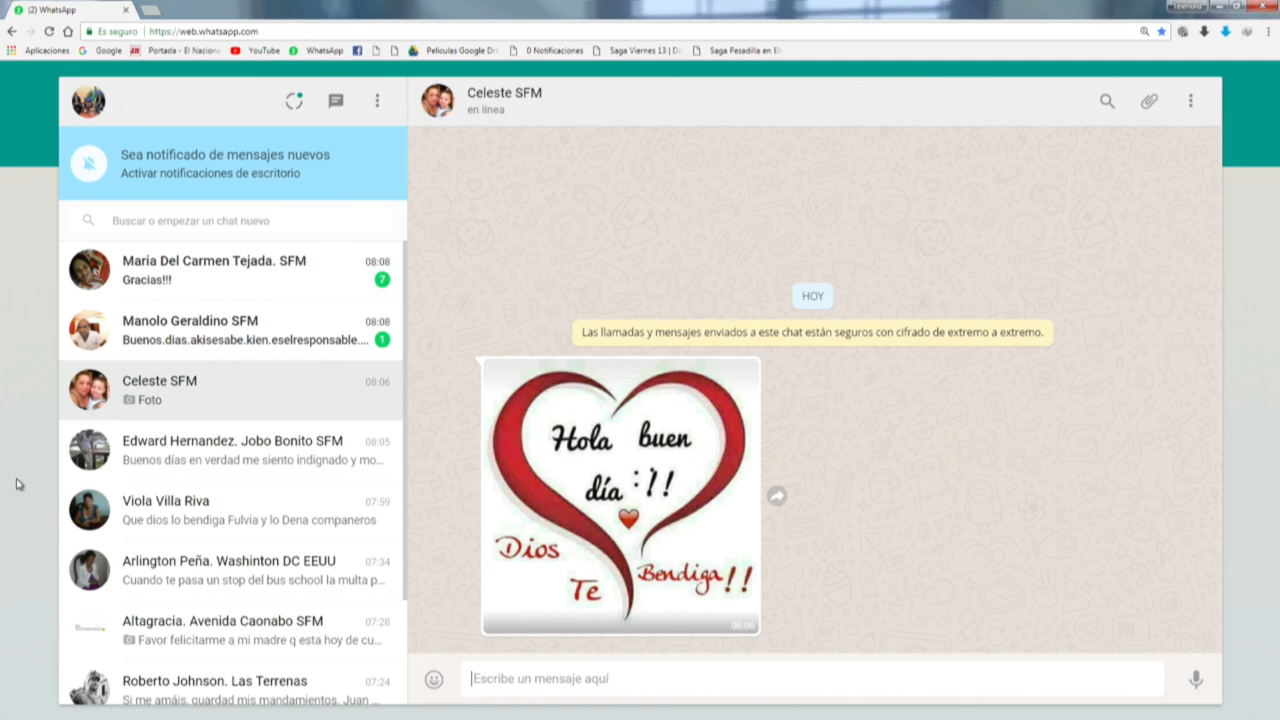 (2) WhatsApp
Telenord
Es seguro | https://web.whatsapp.com
Aplicaciones Google Portada - El Naciona YouTube WhatsApp Peliculas Google Dri 0 Notificaciones Saga Viernes 13 | Do Saga Pesadilla en El
Sea notificado de mensajes nuevos
Activar notificaciones de escritorio
Buscar o empezar un chat nuevo
Maria Del Carmen Tejada. SFM 08:08
Gracias!!! 7
Manolo Geraldino SFM 08:08
Buenos.dias.akisesabe.kien.eselresponsable.... 1
Celeste SFM 08:06
Foto
Edward Hernandez. Jobo Bonito SFM 08:05
Buenos días en verdad me siento indignado y mo...
Viola Villa Riva 07:59
Que dios lo bendiga Fulvia y lo Dena companeros
Arlington Peña. Washinton DC EEUU 07:34
Cuando te pasa un stop del bus school la multa p...
Altagracia. Avenida Caonabo SFM 07:28
Favor felicitarme a mi madre q esta hoy de cu...
Roberto Johnson. Las Terrenas 07:24
Si me amáis, guardad mis mandamientos. Juan ...
Celeste SFM
en línea
HOY
Las llamadas y mensajes enviados a este chat están seguros con cifrado de extremo a extremo.
Hola buen
día :!!
Dios
Te Bendiga!!
08:06
Escribe un mensaje aquí